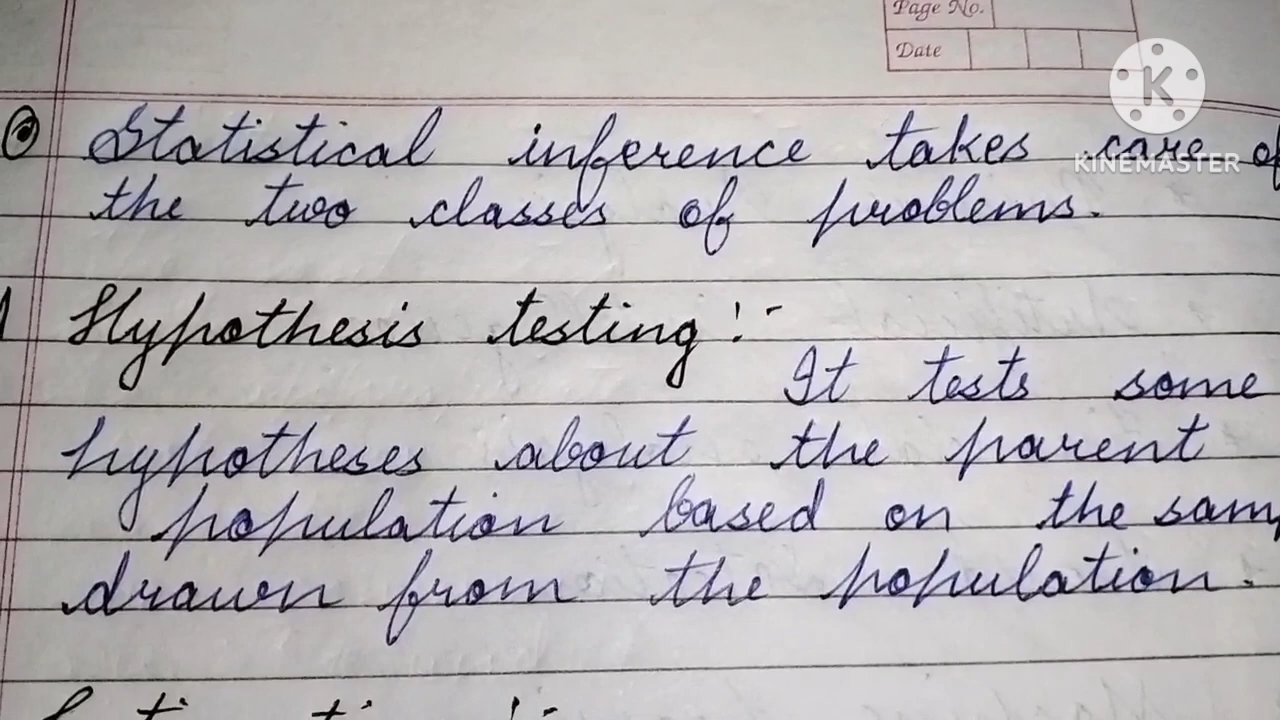 Page No.
Date
K
KINEMASTER
Statistical inference takes care of
the two classes of problems.
Hypothesis testing :-
It tests some
hypotheses about the parent
population based on the sam
drawn from the population.